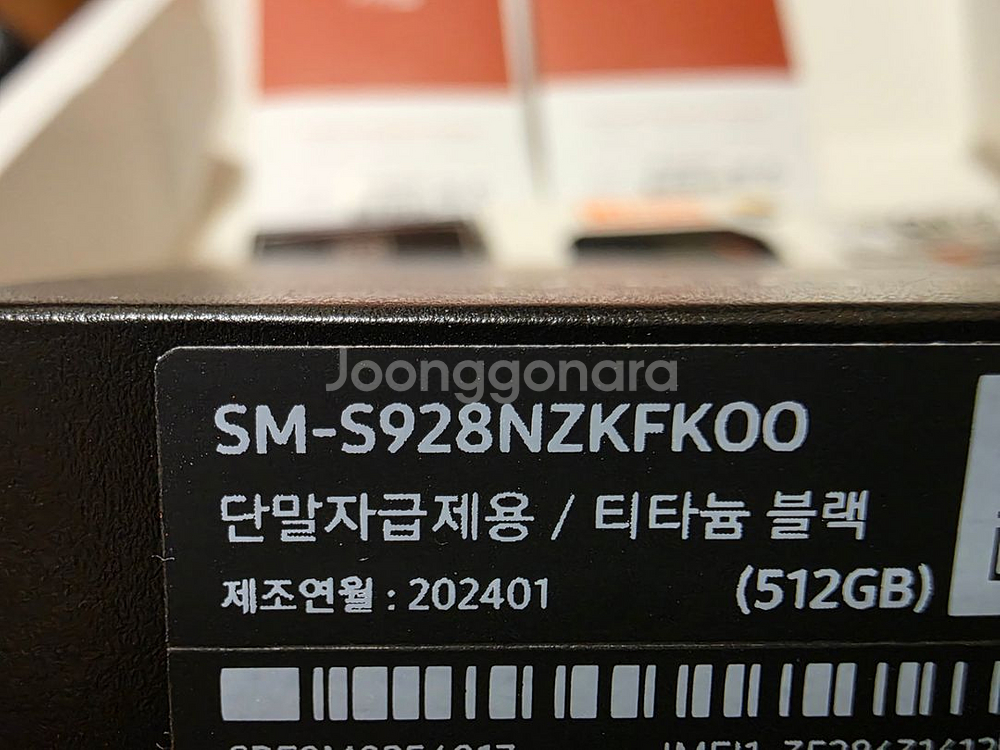 Joonggonara
SM-S928NZKFKOO
단말자급제용 / 티타늄 블랙
제조연월 : 202401
(512GB)